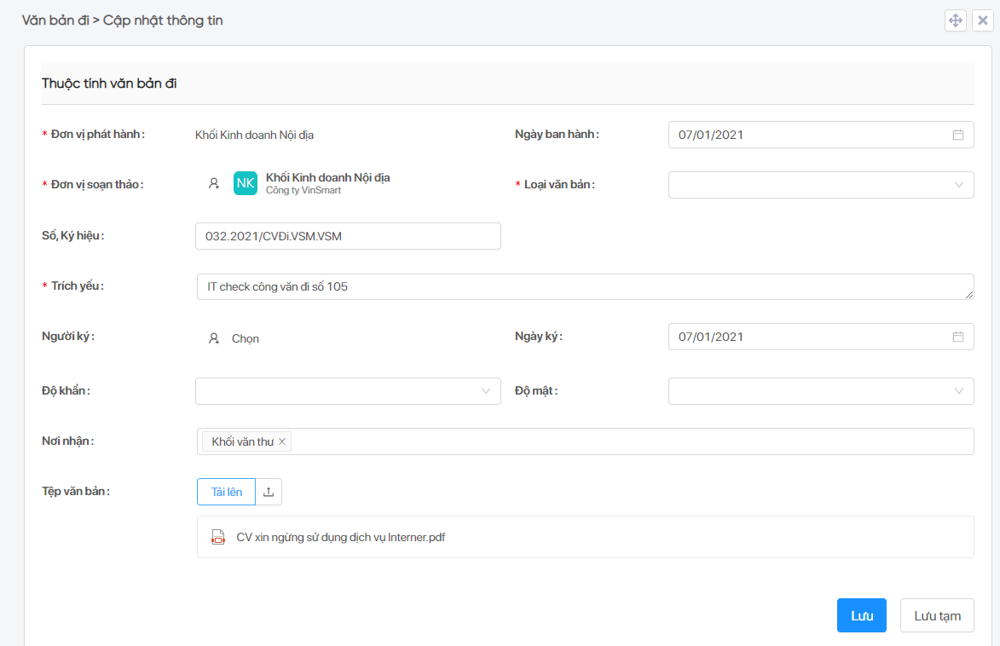 Văn bản đi > Cập nhật thông tin
Thuộc tính văn bản đi
* Đơn vị phát hành : Khối Kinh doanh Nội địa Ngày ban hành : 07/01/2021
* Đơn vị soạn thảo : NK Khối Kinh doanh Nội địa
Công ty VinSmart
* Loại văn bản :
Số, Ký hiệu : 032.2021/CVĐi.VSM.VSM
* Trích yếu : IT check công văn đi số 105
Người ký : Chọn Ngày ký : 07/01/2021
Độ khẩn : Độ mật :
Nơi nhận : Khối văn thư
Tệp văn bản : Tải lên
CV xin ngừng sử dụng dịch vụ Interner.pdf
Lưu Lưu tạm